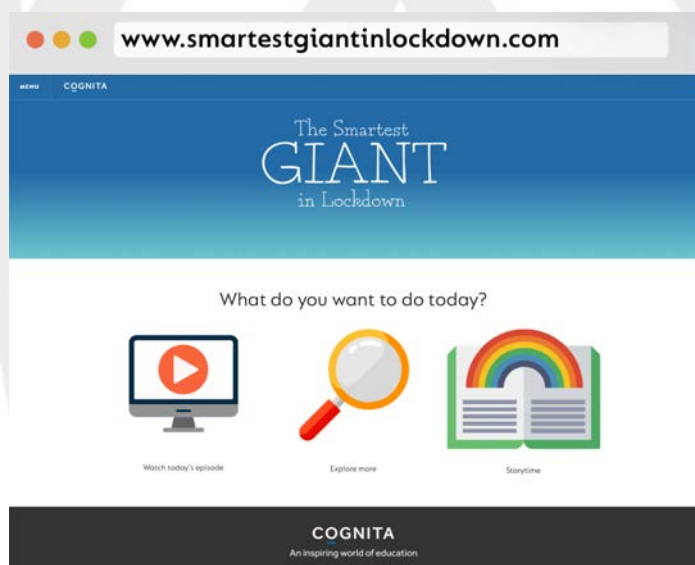 www.smartestgiantinlockdown.com
MENU COGNITA
The Smartest
GIANT
in Lockdown
What do you want to do today?
Watch today's episode Explore more Storytime
COGNITA
An inspiring world of education